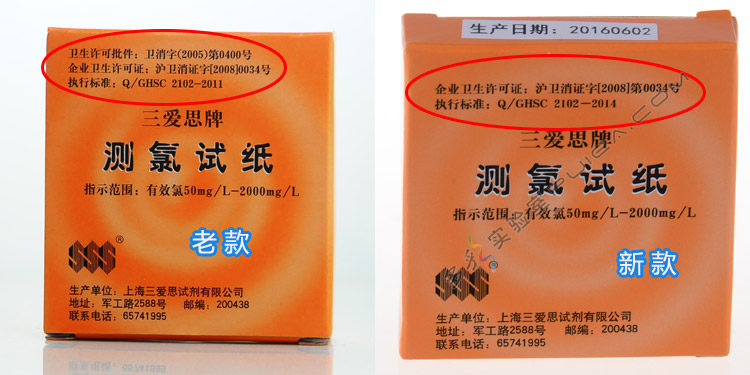 卫生许可批件：卫消字(2005)第0400号
企业卫生许可证：沪卫消证字[2008]0034号
执行标准：Q/GHSC 2102-2011
三爱思牌
测氯试纸
指示范围：有效氯50mg/L-2000mg/L
老款
SSS®
生产单位：上海三爱思试剂有限公司
地址：军工路2588号 邮编：200438
联系电话：65741995
生产日期：20160602
企业卫生许可证：沪卫消证字[2008]第0034号
执行标准：Q/GHSC 2102-2014
三爱思牌
测氯试纸
指示范围：有效氯50mg/L-2000mg/L
新款
SSS®
生产单位：上海三爱思试剂有限公司
地址：军工路2588号 邮编：200438
联系电话：65741995